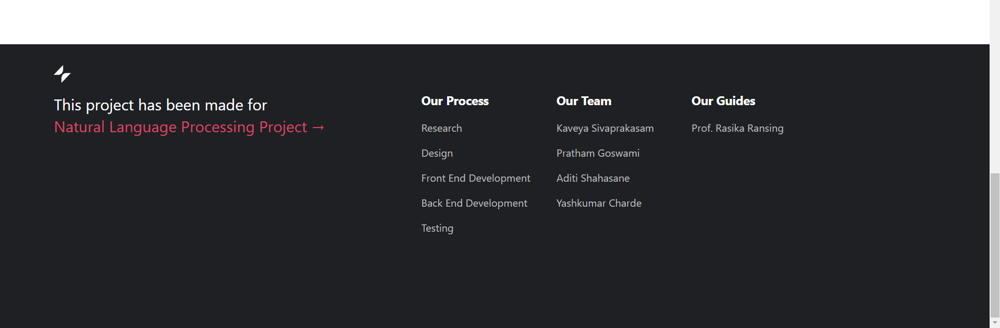 This project has been made for
Natural Language Processing Project →
Our Process
Research
Design
Front End Development
Back End Development
Testing
Our Team
Kaveya Sivaprakasam
Pratham Goswami
Aditi Shahasane
Yashkumar Charde
Our Guides
Prof. Rasika Ransing